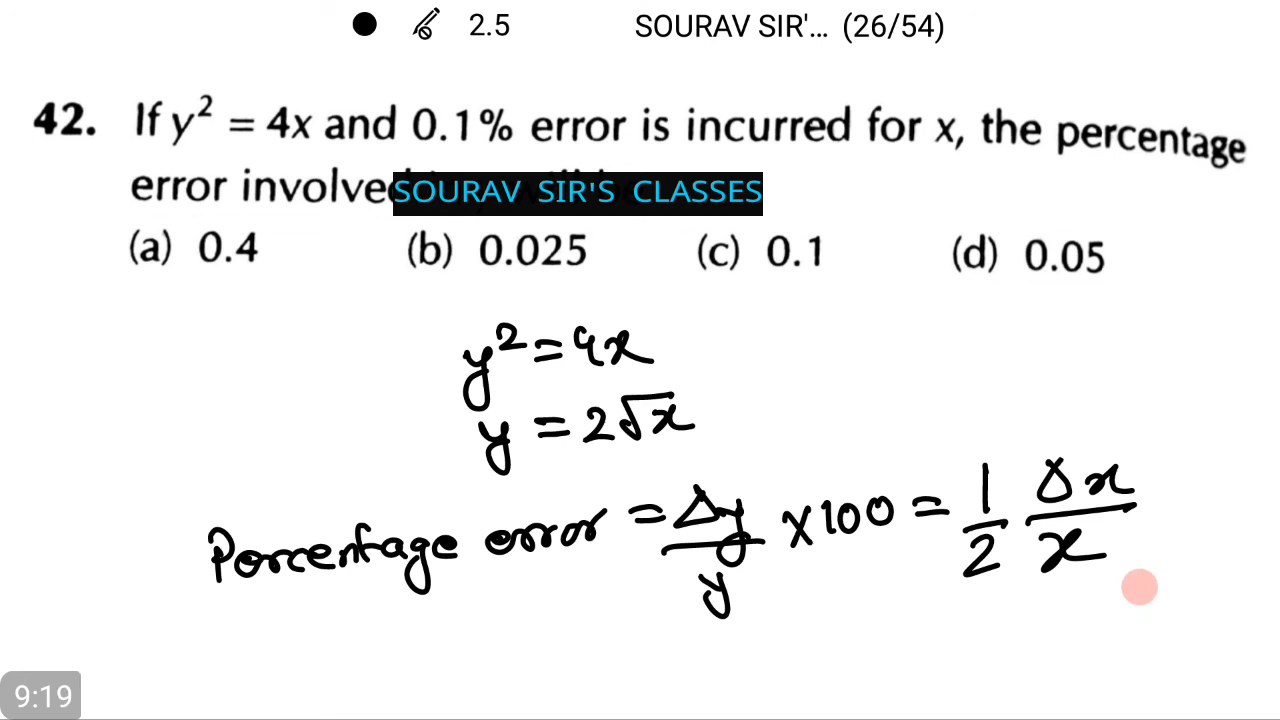 2.5 SOURAV SIR'... (26/54)
42. If y² = 4x and 0.1% error is incurred for x, the percentage
error involved SOURAV SIR'S CLASSES
(a) 0.4 (b) 0.025 (c) 0.1 (d) 0.05
y² = 4x
y = 2√x
Percentage error = Δy/y × 100 = 1/2 Δx/x
9:19